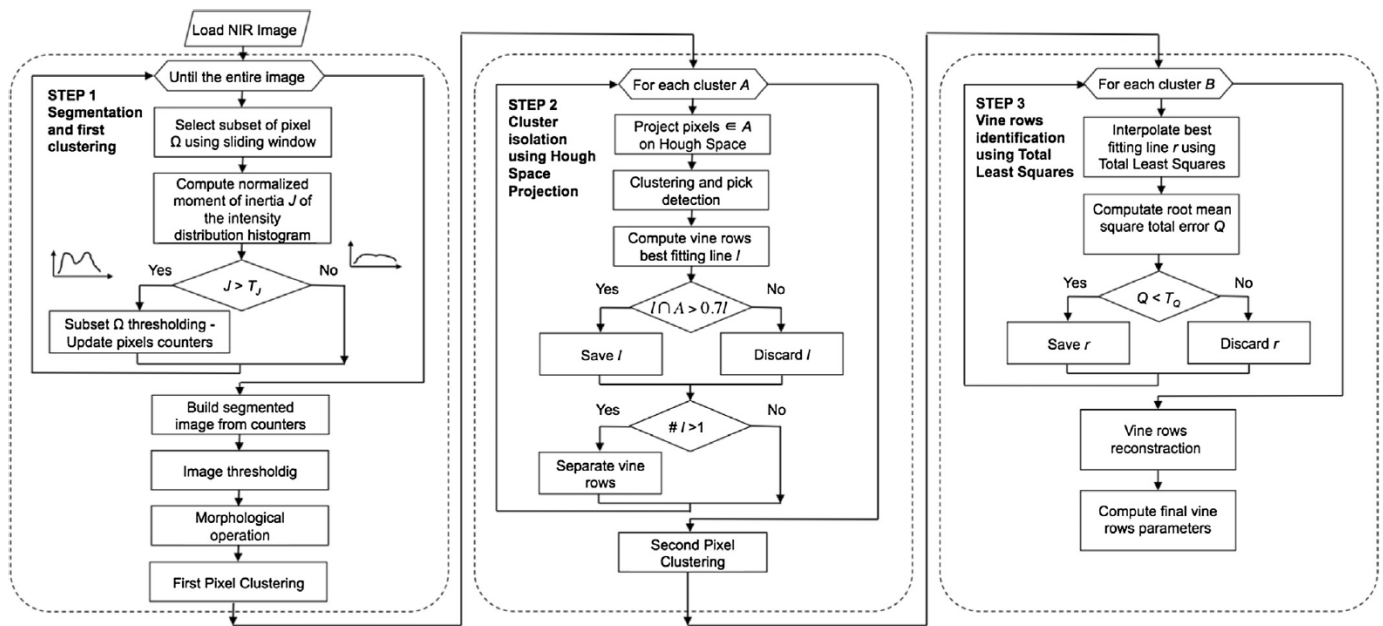 Load NIR Image
Until the entire image
STEP 1
Segmentation
and first
clustering
Select subset of pixel
Ω using sliding window
Compute normalized
moment of inertia J of
the intensity
distribution histogram
Yes
No
J > T_J
Subset Ω thresholding -
Update pixels counters
Build segmented
image from counters
Image thresholdig
Morphological
operation
First Pixel Clustering
For each cluster A
STEP 2
Cluster
isolation
using Hough
Space
Projection
Project pixels ∈ A
on Hough Space
Clustering and pick
detection
Compute vine rows
best fitting line l
Yes
No
l ∩ A > 0.7l
Save l
Discard l
Yes
No
# l >1
Separate vine
rows
Second Pixel
Clustering
For each cluster B
STEP 3
Vine rows
identification
using Total
Least Squares
Interpolate best
fitting line r using
Total Least Squares
Computate root mean
square total error Q
Yes
No
Q < T_Q
Save r
Discard r
Vine rows
reconstraction
Compute final vine
rows parameters